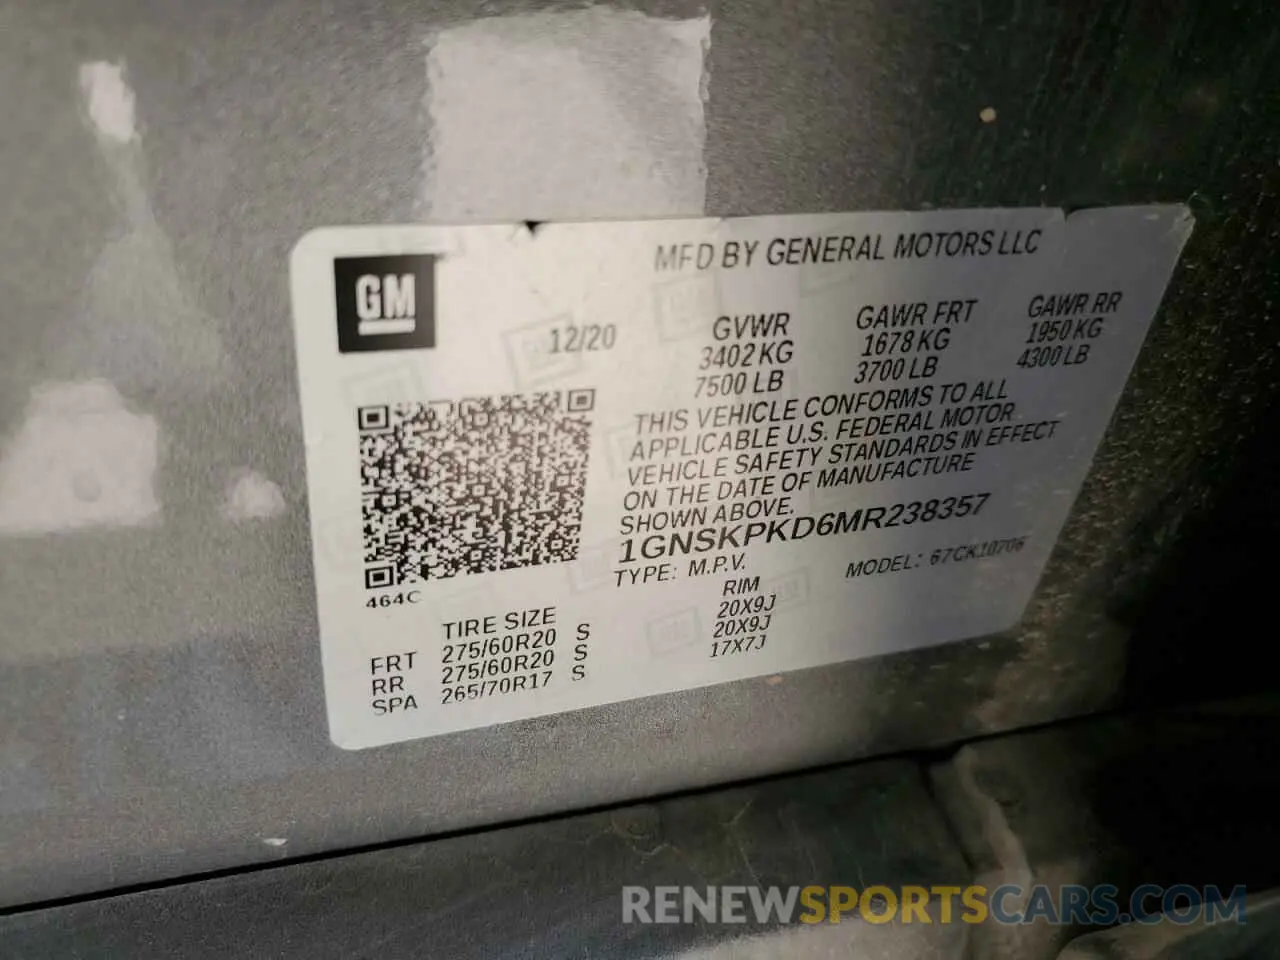 MFD BY GENERAL MOTORS LLC
GM
12/20
GVWR GAWR FRT GAWR RR
3402 KG 1678 KG 1950 KG
7500 LB 3700 LB 4300 LB
THIS VEHICLE CONFORMS TO ALL
APPLICABLE U.S. FEDERAL MOTOR
VEHICLE SAFETY STANDARDS IN EFFECT
ON THE DATE OF MANUFACTURE
SHOWN ABOVE.
1GNSKPKD6MR238357
TYPE: M.P.V. MODEL: 67CK10706
464C
TIRE SIZE RIM
FRT 275/60R20 S 20X9J
RR 275/60R20 S 20X9J
SPA 265/70R17 S 17X7J
RENEWSPORTSCARS.COM